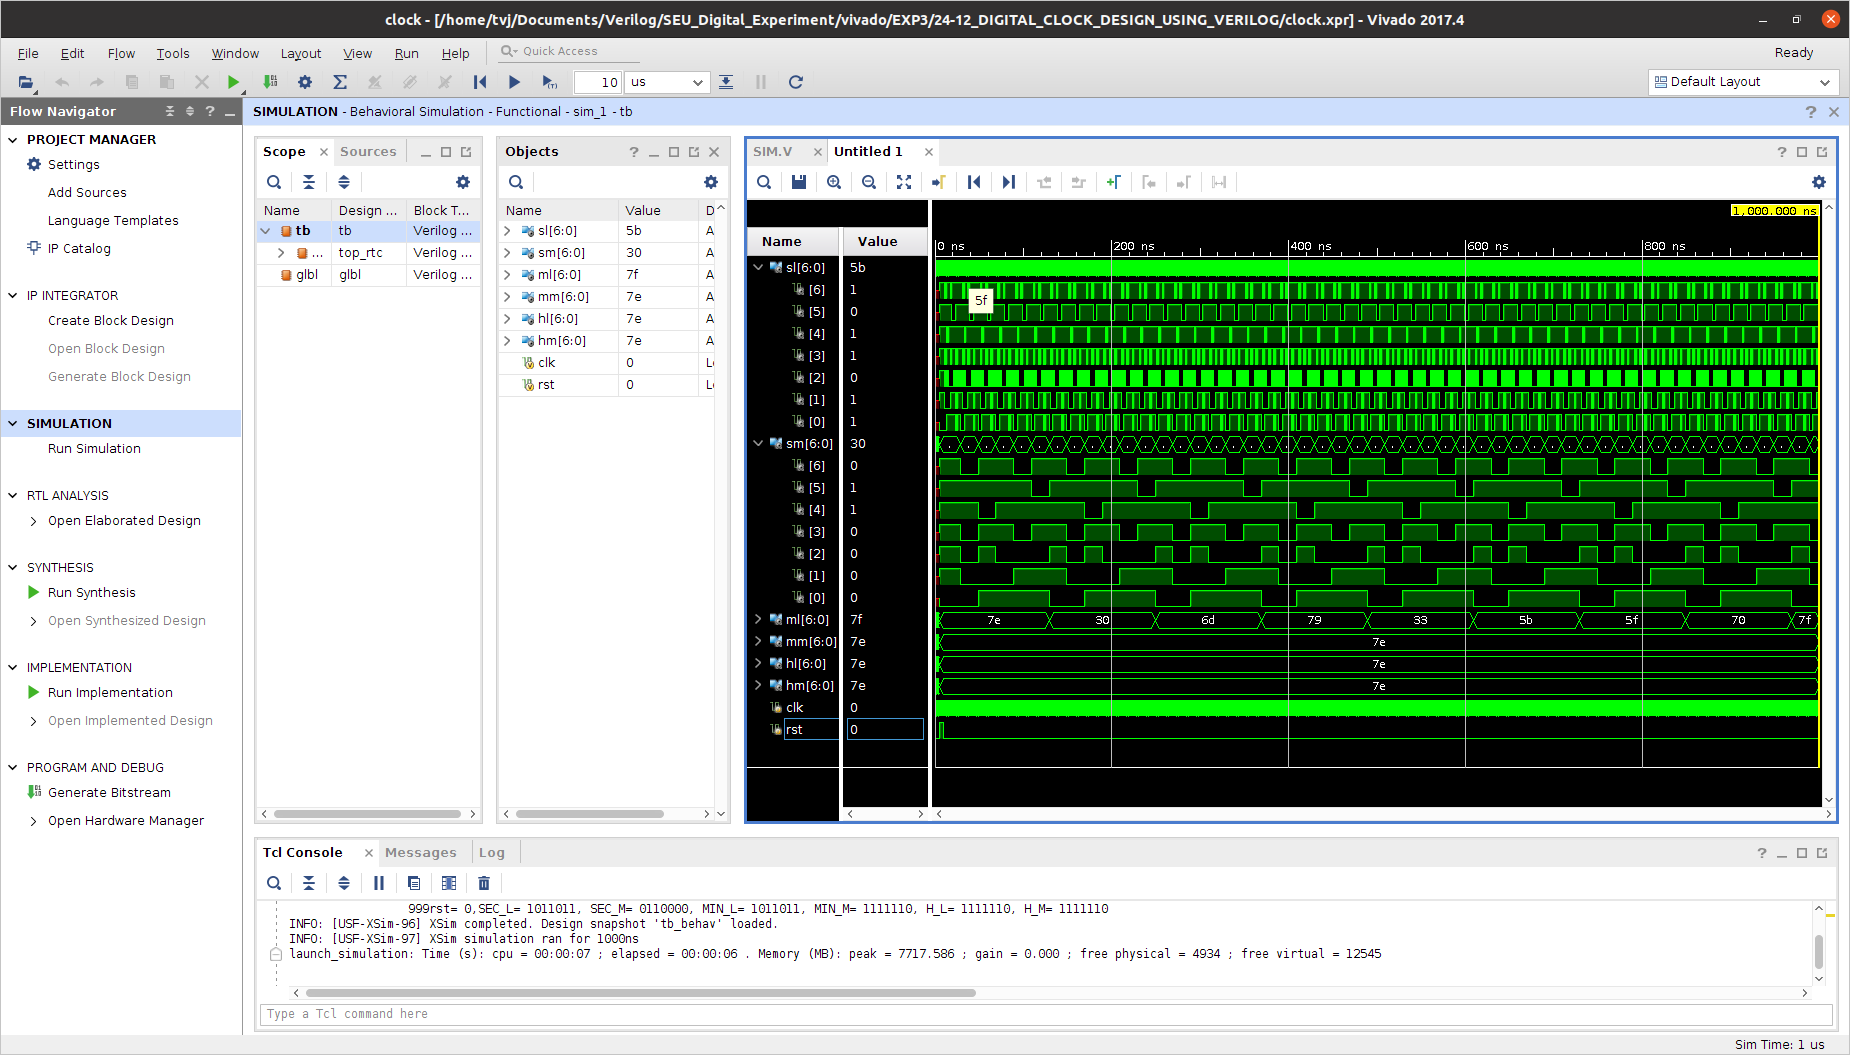 clock - [/home/tvj/Documents/Verilog/SEU_Digital_Experiment/vivado/EXP3/24-12_DIGITAL_CLOCK_DESIGN_USING_VERILOG/clock.xpr] - Vivado 2017.4
File Edit Flow Tools Window Layout View Run Help Quick Access Ready
10 us Default Layout
Flow Navigator
SIMULATION - Behavioral Simulation - Functional - sim_1 - tb
PROJECT MANAGER
Settings
Add Sources
Language Templates
IP Catalog
IP INTEGRATOR
Create Block Design
Open Block Design
Generate Block Design
SIMULATION
Run Simulation
RTL ANALYSIS
Open Elaborated Design
SYNTHESIS
Run Synthesis
Open Synthesized Design
IMPLEMENTATION
Run Implementation
Open Implemented Design
PROGRAM AND DEBUG
Generate Bitstream
Open Hardware Manager
Scope Sources
Name Design ... Block T...
tb tb Verilog ...
... top_rtc Verilog ...
glbl glbl Verilog ...
Objects
Name Value D
sl[6:0] 5b A
sm[6:0] 30 A
ml[6:0] 7f A
mm[6:0] 7e A
hl[6:0] 7e A
hm[6:0] 7e A
clk 0 L
rst 0 L
SIM.V Untitled 1
1,000.000 ns
Name Value 0 ns 200 ns 400 ns 600 ns 800 ns
sl[6:0] 5b
[6] 1
5f
[5] 0
[4] 1
[3] 1
[2] 0
[1] 1
[0] 1
sm[6:0] 30
[6] 0
[5] 1
[4] 1
[3] 0
[2] 0
[1] 0
[0] 0
ml[6:0] 7f 7e 30 6d 79 33 5b 5f 70 7f
mm[6:0] 7e 7e
hl[6:0] 7e 7e
hm[6:0] 7e 7e
clk 0
rst 0
Tcl Console Messages Log
999rst= 0,SEC_L= 1011011, SEC_M= 0110000, MIN_L= 1011011, MIN_M= 1111110, H_L= 1111110, H_M= 1111110
INFO: [USF-XSim-96] XSim completed. Design snapshot 'tb_behav' loaded.
INFO: [USF-XSim-97] XSim simulation ran for 1000ns
launch_simulation: Time (s): cpu = 00:00:07 ; elapsed = 00:00:06 . Memory (MB): peak = 7717.586 ; gain = 0.000 ; free physical = 4934 ; free virtual = 12545
Type a Tcl command here
Sim Time: 1 us